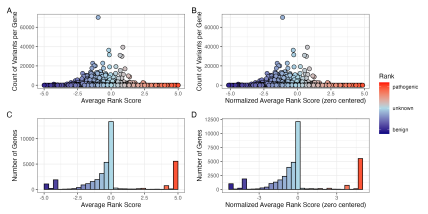 A
B
Count of Variants per Gene
60000
40000
20000
0
-5.0
-2.5
0.0
2.5
5.0
Average Rank Score
Count of Variants per Gene
60000
40000
20000
0
-5.0
-2.5
0.0
2.5
5.0
Normalized Average Rank Score (zero centered)
Rank
pathogenic
unknown
benign
C
D
Number of Genes
10000
5000
0
-5.0
-2.5
0.0
2.5
5.0
Average Rank Score
Number of Genes
12500
10000
7500
5000
2500
0
-3
0
3
Normalized Average Rank Score (zero centered)